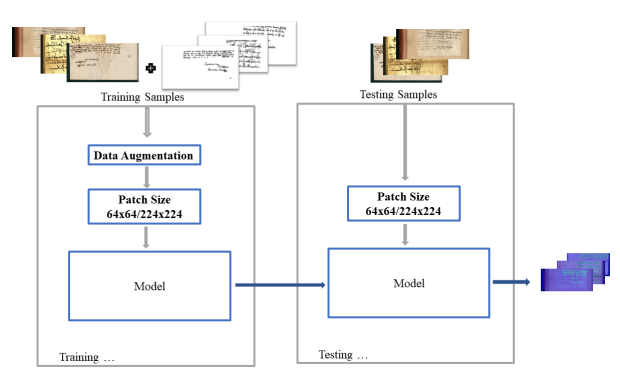 Training Samples
Testing Samples
Data Augmentation
Patch Size
64x64/224x224
Model
Training …
Patch Size
64x64/224x224
Model
Testing …